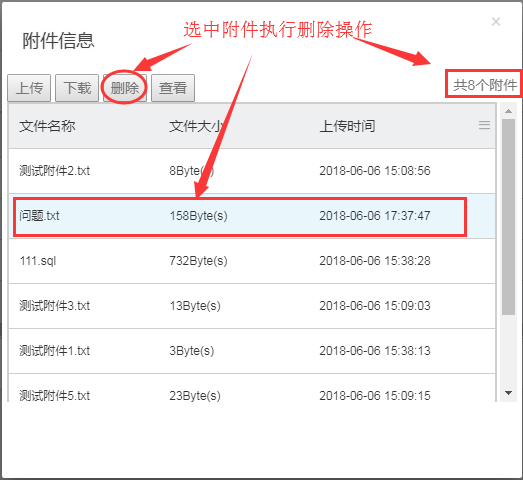 选中附件执行删除操作
附件信息
上传 下载 删除 查看 共8个附件
文件名称 文件大小 上传时间
测试附件2.txt 8Byte(s) 2018-06-06 15:08:56
问题.txt 158Byte(s) 2018-06-06 17:37:47
111.sql 732Byte(s) 2018-06-06 15:38:28
测试附件3.txt 13Byte(s) 2018-06-06 15:09:03
测试附件1.txt 3Byte(s) 2018-06-06 15:38:13
测试附件5.txt 23Byte(s) 2018-06-06 15:09:15